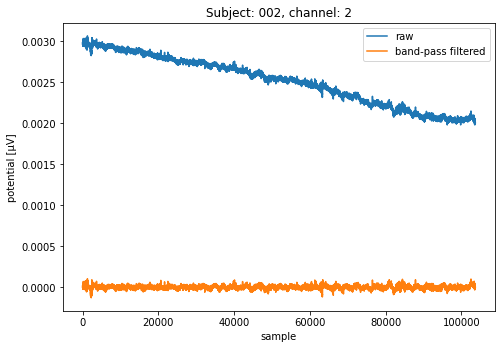 Subject: 002, channel: 2
raw
band-pass filtered
potential [μV]
0.0030
0.0025
0.0020
0.0015
0.0010
0.0005
0.0000
0
20000
40000
60000
80000
100000
sample